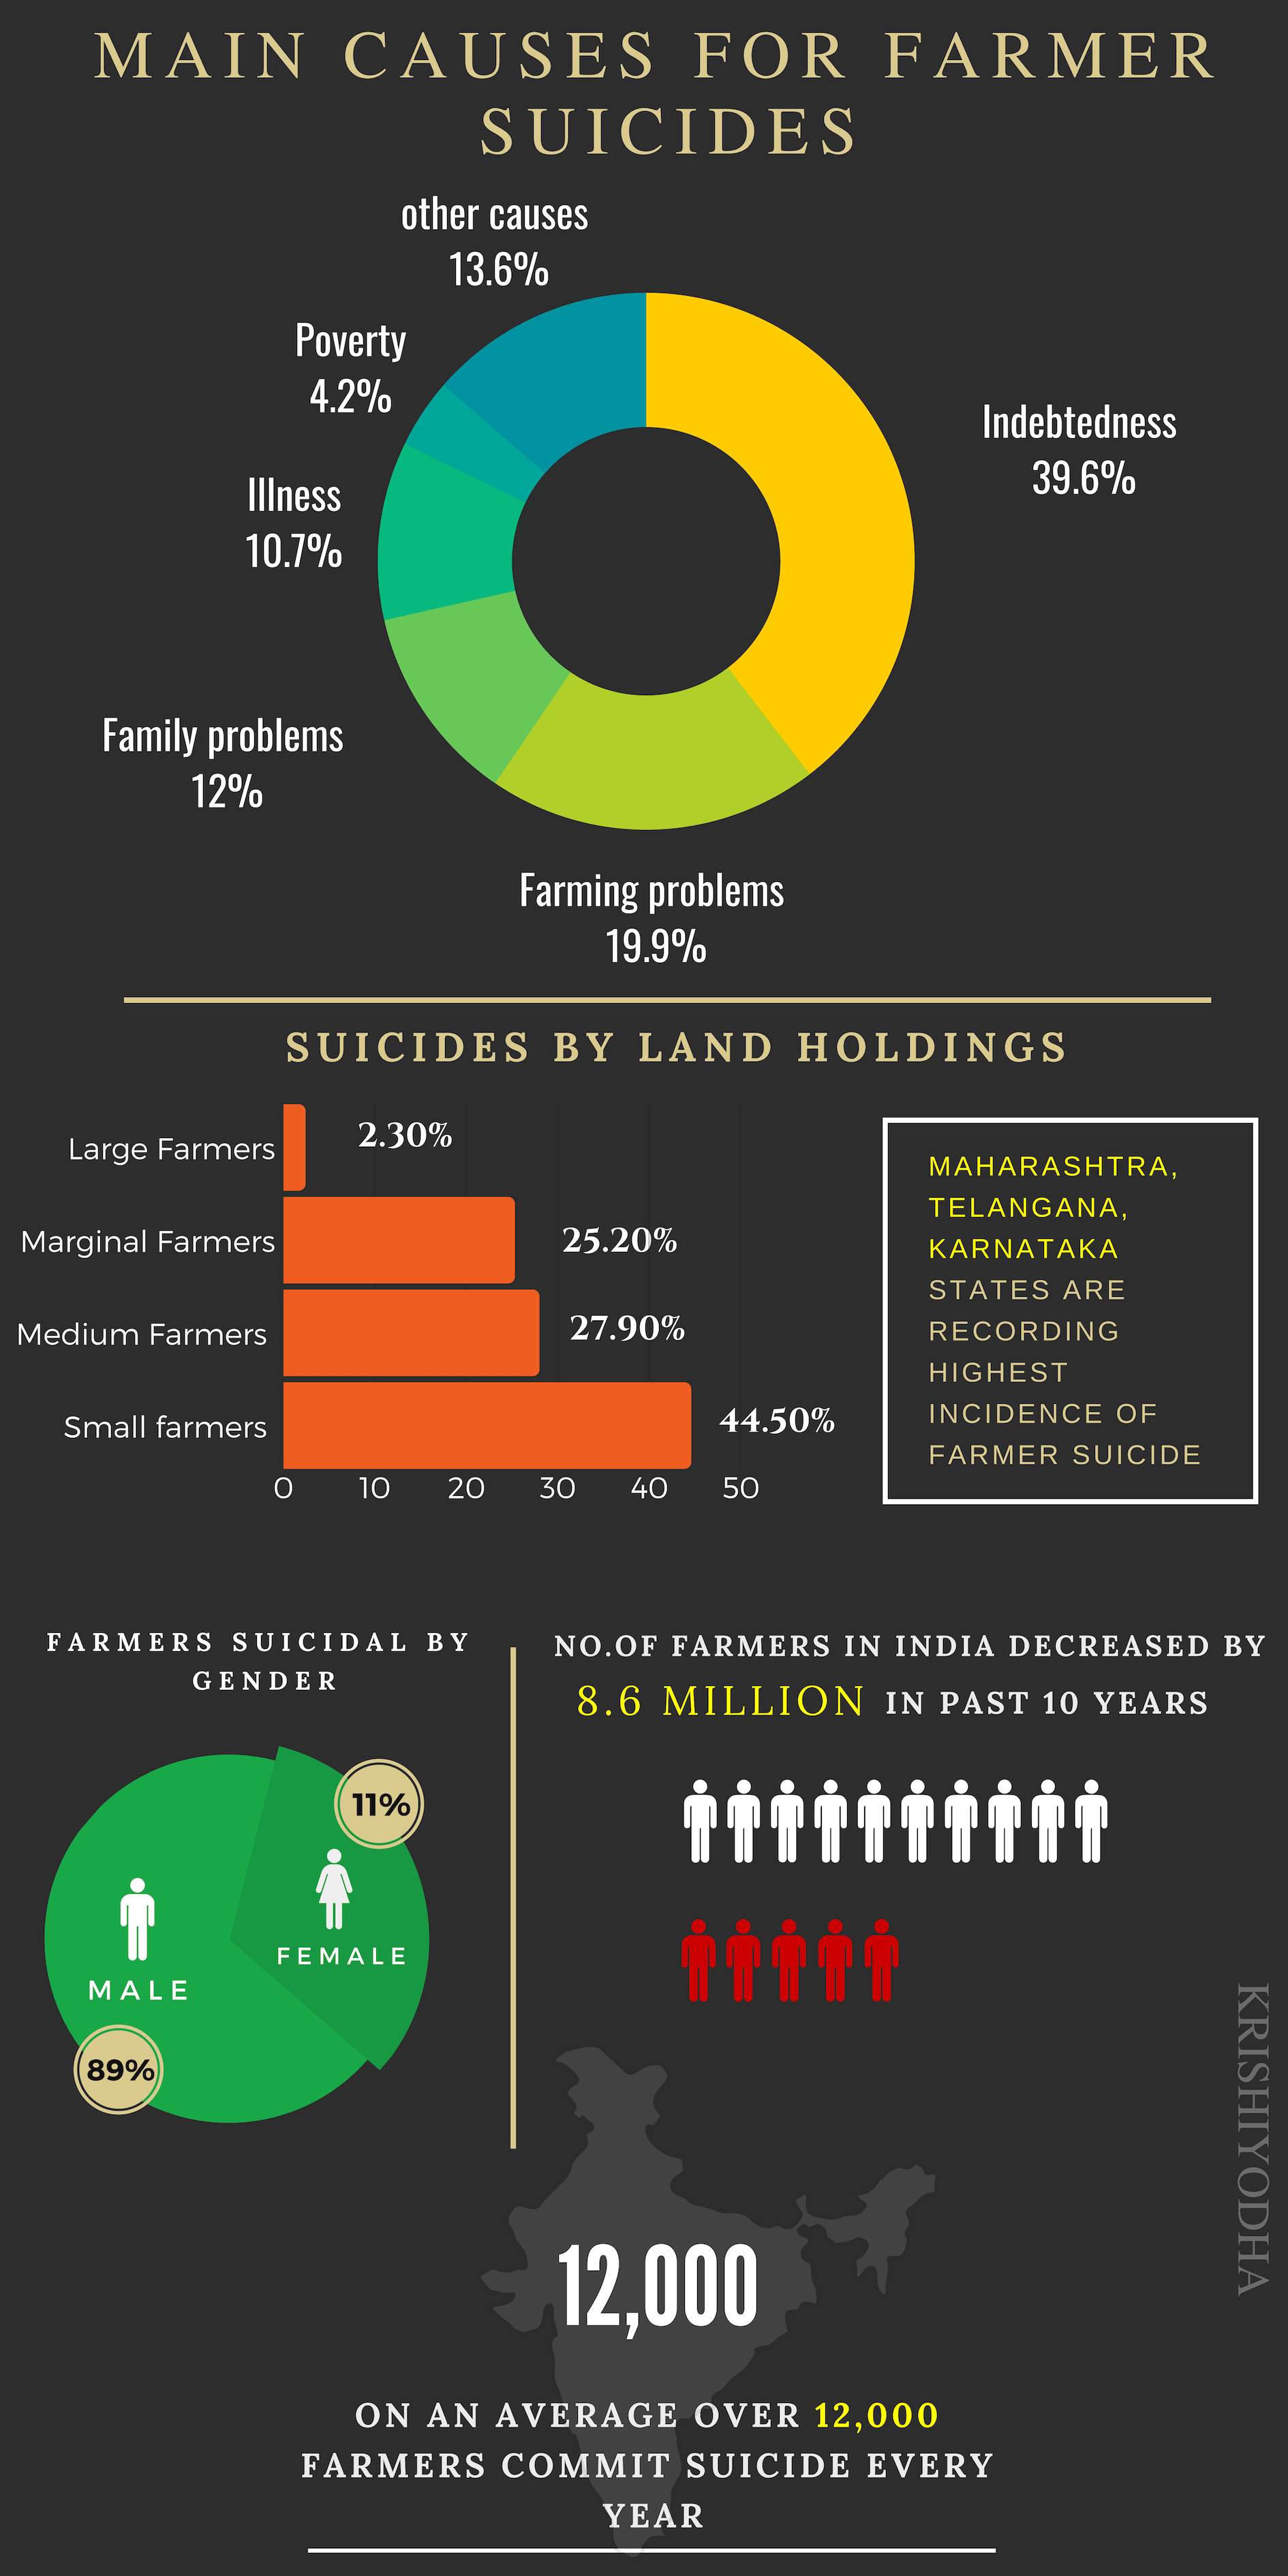 MAIN CAUSES FOR FARMER
SUICIDES
other causes
13.6%
Poverty
4.2%
Indebtedness
39.6%
Illness
10.7%
Family problems
12%
Farming problems
19.9%
SUICIDES BY LAND HOLDINGS
Large Farmers
2.30%
Marginal Farmers
25.20%
Medium Farmers
27.90%
Small farmers
44.50%
0 10 20 30 40 50
MAHARASHTRA,
TELANGANA,
KARNATAKA
STATES ARE
RECORDING
HIGHEST
INCIDENCE OF
FARMER SUICIDE
FARMERS SUICIDAL BY
GENDER
11%
FEMALE
MALE
89%
NO.OF FARMERS IN INDIA DECREASED BY
8.6 MILLION IN PAST 10 YEARS
KRISHIYODHA
12,000
ON AN AVERAGE OVER 12,000
FARMERS COMMIT SUICIDE EVERY
YEAR